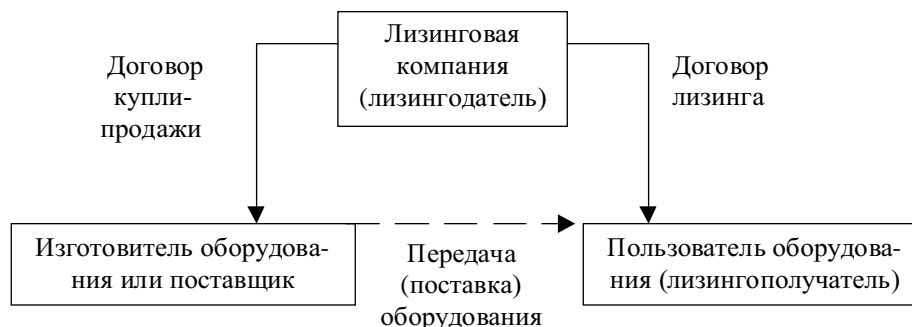 Лизинговая
компания
(лизингодатель)
Договор
купли-
продажи
Договор
лизинга
Изготовитель оборудова-
ния или поставщик
Передача
(поставка)
оборудования
Пользователь оборудова-
ния (лизингополучатель)